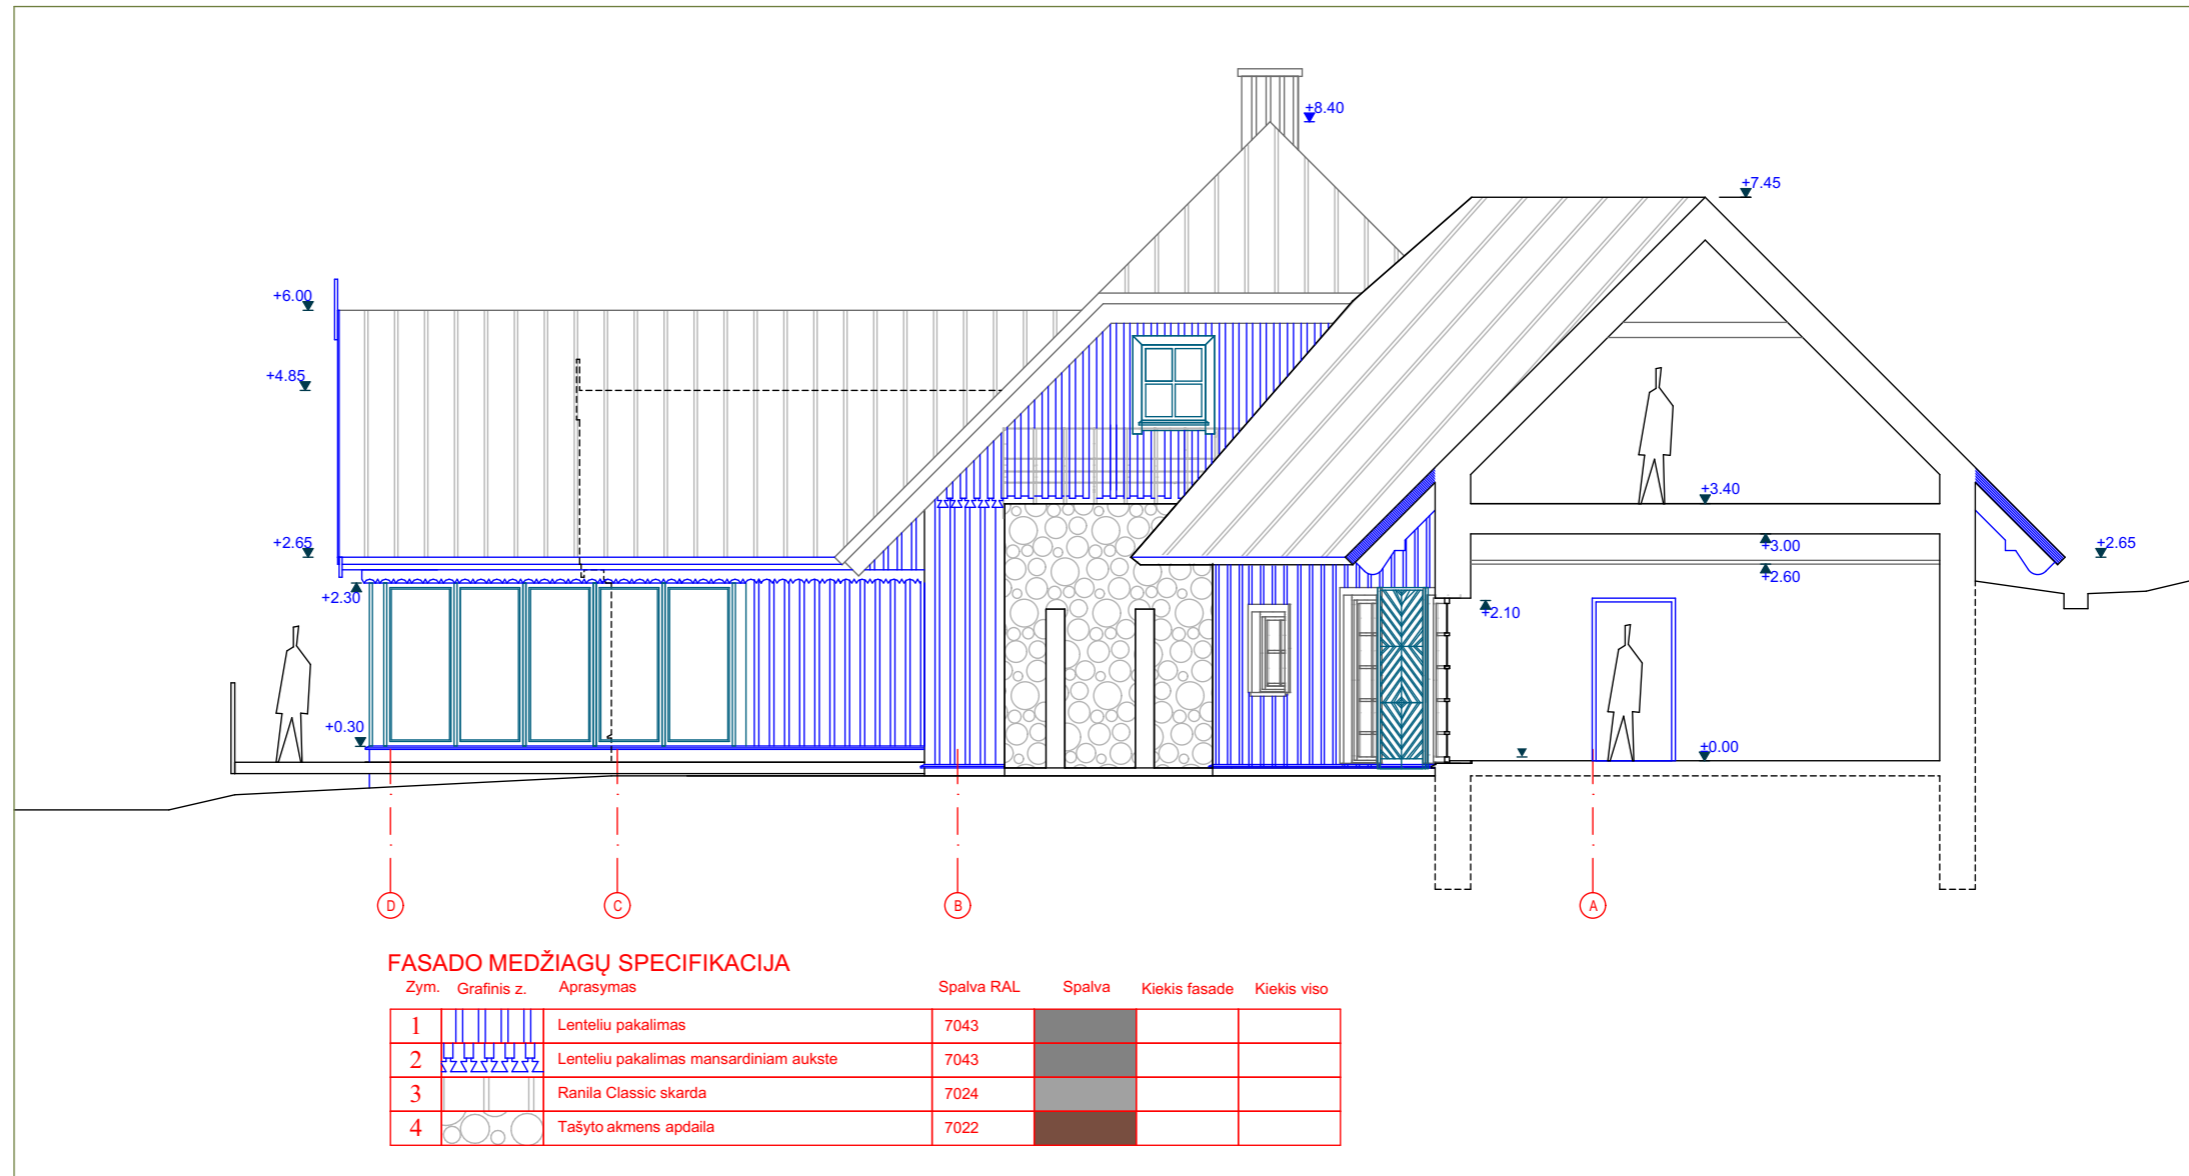 +8.40
+7.45
+6.00
+4.85
+3.40
+2.65
+3.00
+2.65
+2.60
+2.30
+2.10
+0.30
+0.00
D
C
B
A
FASADO MEDŽIAGŲ SPECIFIKACIJA
Zym. Grafinis z. Aprasymas Spalva RAL Spalva Kiekis fasade Kiekis viso
1 Lenteliu pakalimas 7043
2 Lenteliu pakalimas mansardiniam aukste 7043
3 Ranila Classic skarda 7024
4 Tašyto akmens apdaila 7022